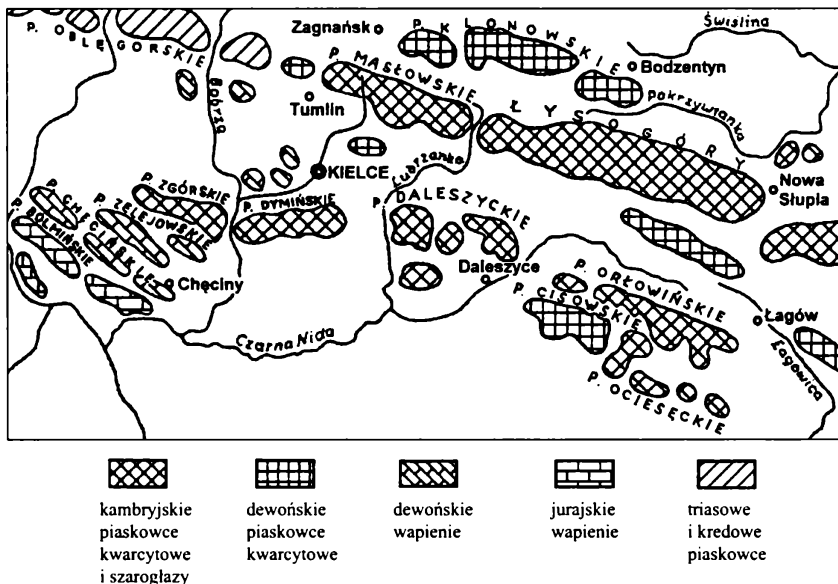 Zagnańsk
P. KLONOWSKIE
Świślina
P. OBLĘGORSKIE
P. MASŁOWSKIE
Bodzentyn
Bobrza
Tumlin
Pokrzywianka
ŁYSOGÓRY
Lubrzanka
KIELCE
Nowa
Słupia
P. ZGÓRSKIE
P. CHĘCIŃSKIE
P. ZELEJOWSKIE
P. BOLMIŃSKIE
P. DYMIŃSKIE
P. DALESZYCKIE
Chęciny
Daleszyce
P. ORŁOWIŃSKIE
P. CISOWSKIE
Łagów
Czarna Nida
Łagowica
P. OCIESĘCKIE
kambryjskie
piaskowce
kwarcytowe
i szarogłazy
dewońskie
piaskowce
kwarcytowe
dewońskie
wapienie
jurajskie
wapienie
triasowe
i kredowe
piaskowce